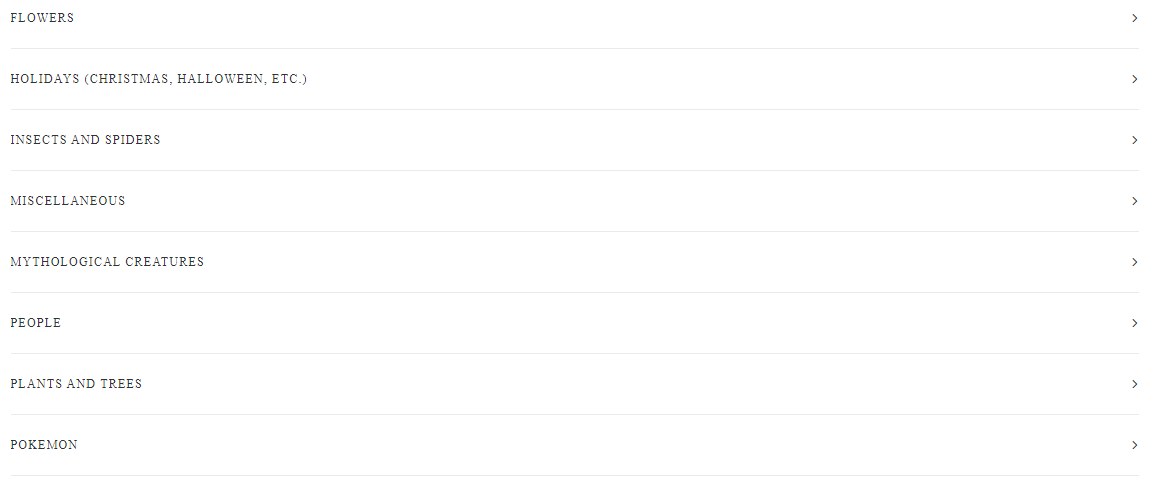 FLOWERS
HOLIDAYS (CHRISTMAS, HALLOWEEN, ETC.)
INSECTS AND SPIDERS
MISCELLANEOUS
MYTHOLOGICAL CREATURES
PEOPLE
PLANTS AND TREES
POKEMON